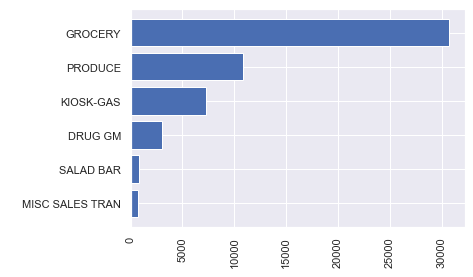 GROCERY
PRODUCE
KIOSK-GAS
DRUG GM
SALAD BAR
MISC SALES TRAN
0
5000
10000
15000
20000
25000
30000